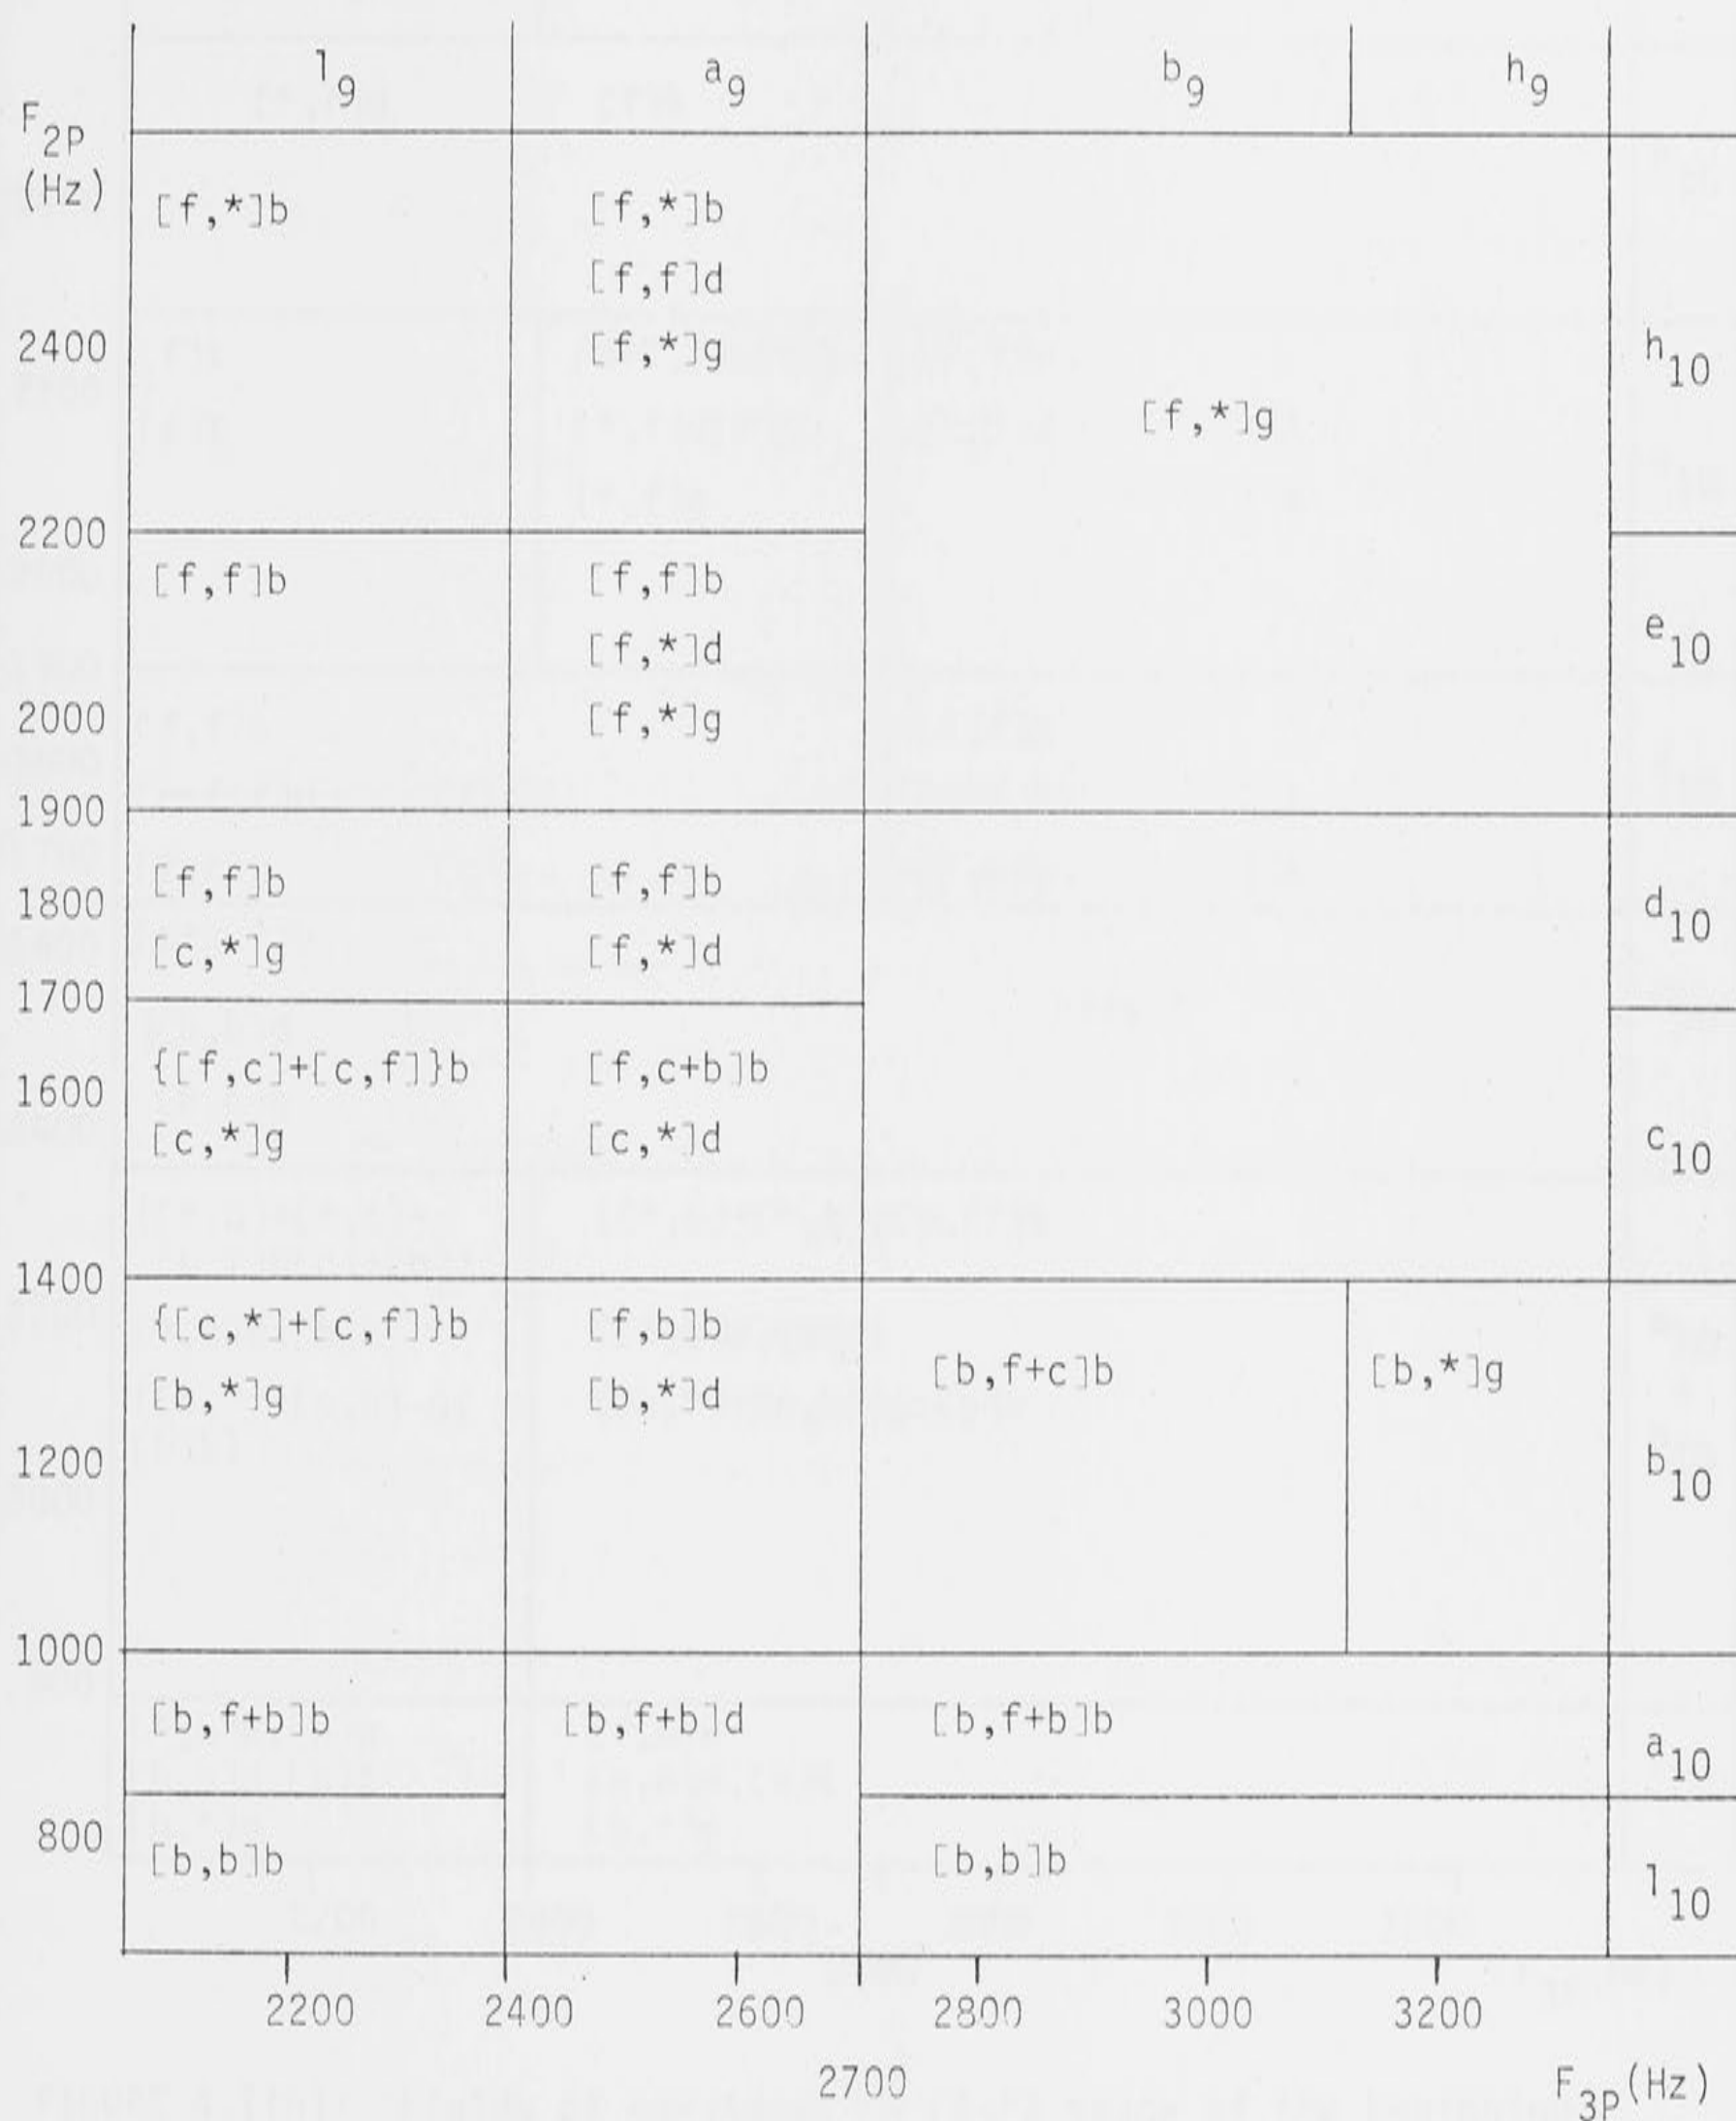 l9 a9 b9 h9
F2P
(Hz)
[f,*]b [f,*]b
[f,f]d
2400 [f,*]g h10
[f,*]g
2200
[f,f]b [f,f]b
[f,*]d e10
2000 [f,*]g
1900
[f,f]b [f,f]b
1800 d10
[c,*]g [f,*]d
1700
{[f,c]+[c,f]}b [f,c+b]b
1600
[c,*]g [c,*]d c10
1400
{[c,*]+[c,f]}b [f,b]b
[b,f+c]b [b,*]g
[b,*]g [b,*]d
1200 b10
1000
[b,f+b]b [b,f+b]d [b,f+b]b
a10
800
[b,b]b [b,b]b
l10
2200 2400 2600 2800 3000 3200
2700 F3P(Hz)